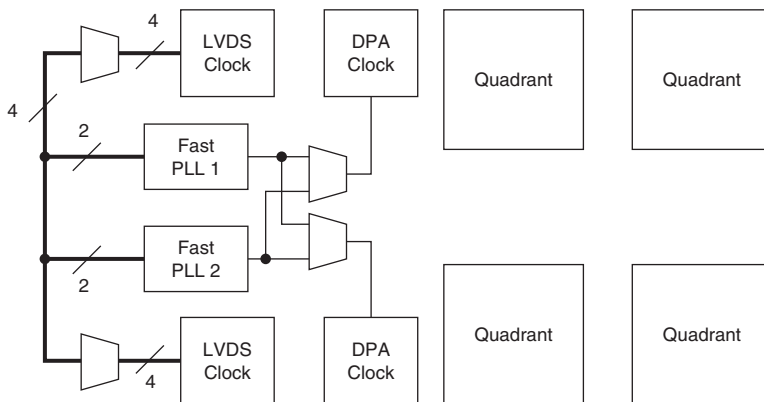 4
LVDS
Clock
DPA
Clock
Quadrant
Quadrant
4
2
Fast
PLL 1
Fast
PLL 2
2
LVDS
Clock
4
DPA
Clock
Quadrant
Quadrant